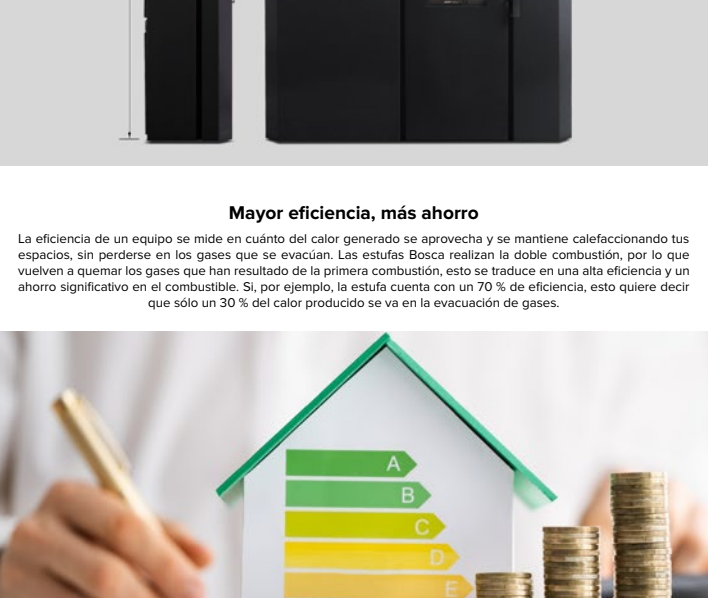 Mayor eficiencia, más ahorro
La eficiencia de un equipo se mide en cuánto del calor generado se aprovecha y se mantiene calefaccionando tus
espacios, sin perderse en los gases que se evacúan. Las estufas Bosca realizan la doble combustión, por lo que
vuelven a quemar los gases que han resultado de la primera combustión, esto se traduce en una alta eficiencia y un
ahorro significativo en el combustible. Si, por ejemplo, la estufa cuenta con un 70 % de eficiencia, esto quiere decir
que sólo un 30 % del calor producido se va en la evacuación de gases.
A
B
C
D
E